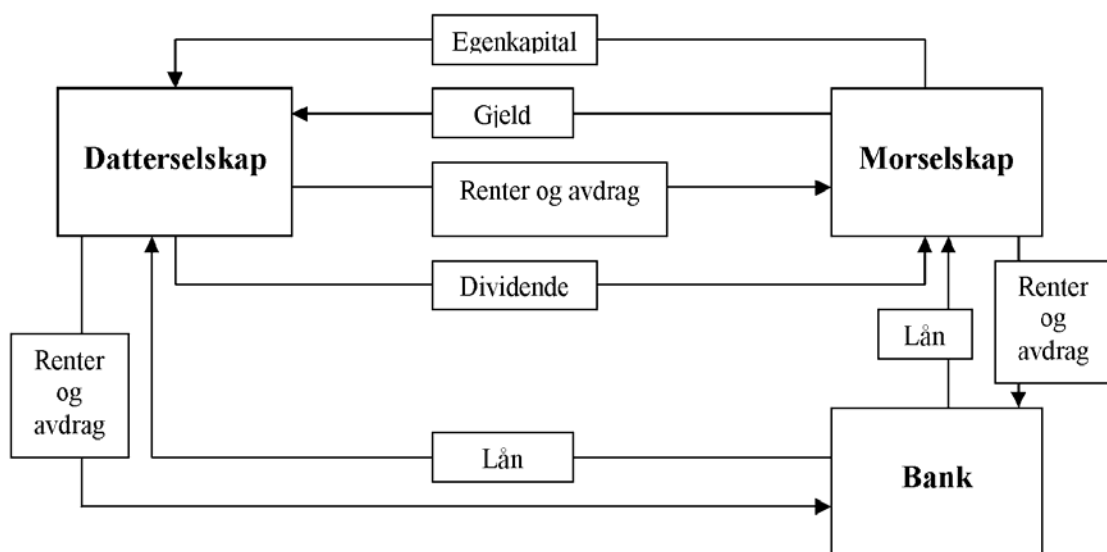 Egenkapital
Gjeld
Datterselskap
Morselskap
Renter og avdrag
Dividende
Renter
og
avdrag
Lån
Renter
og
avdrag
Lån
Bank